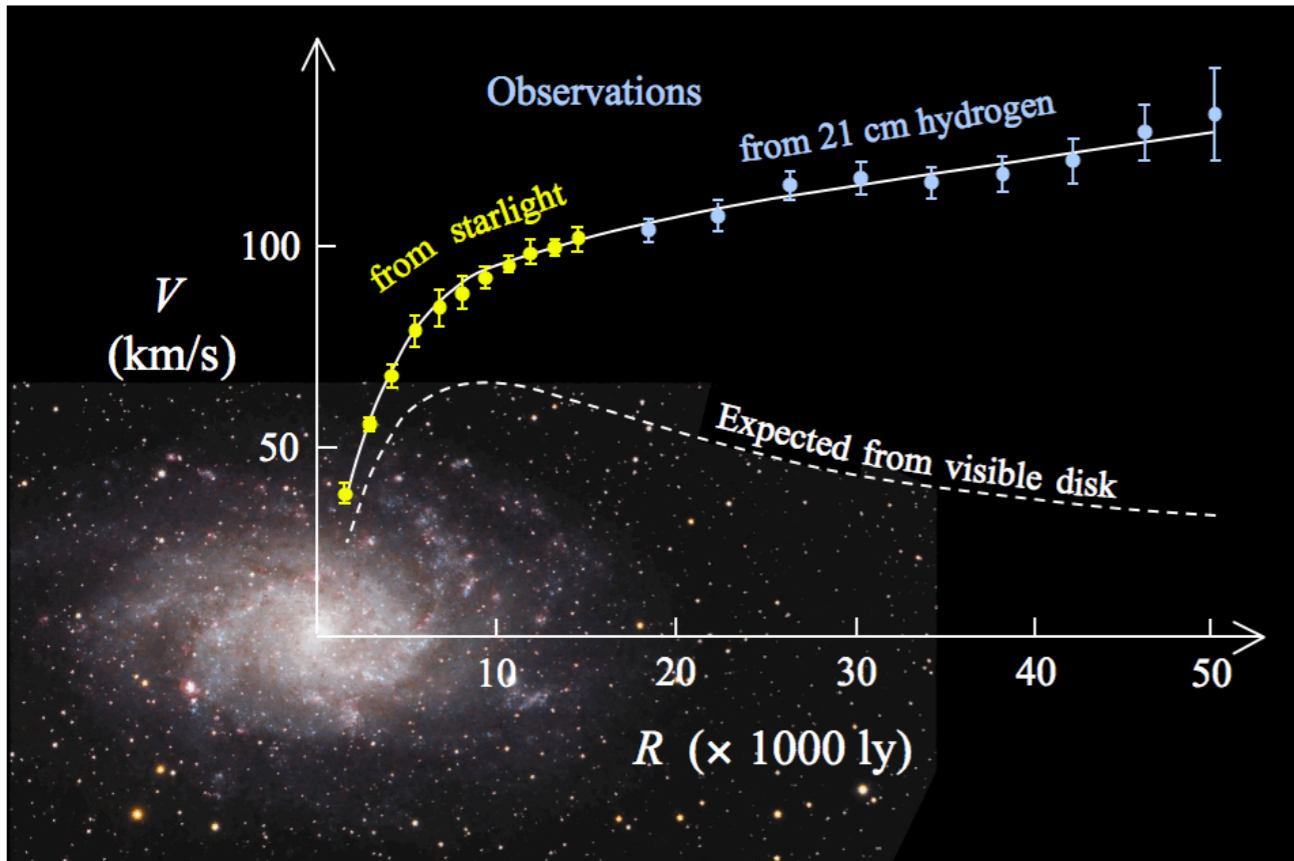 Observations
from 21 cm hydrogen
from starlight
100
V
(km/s)
50
Expected from visible disk
10 20 30 40 50
R (× 1000 ly)